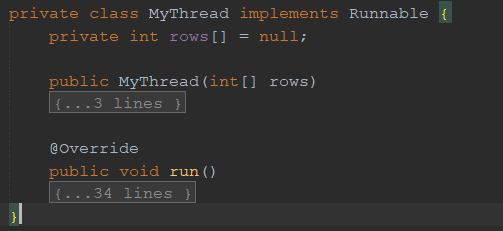 private class MyThread implements Runnable {
private int rows[] = null;
public MyThread(int[] rows)
{...3 lines }
@Override
public void run()
{...34 lines }
}